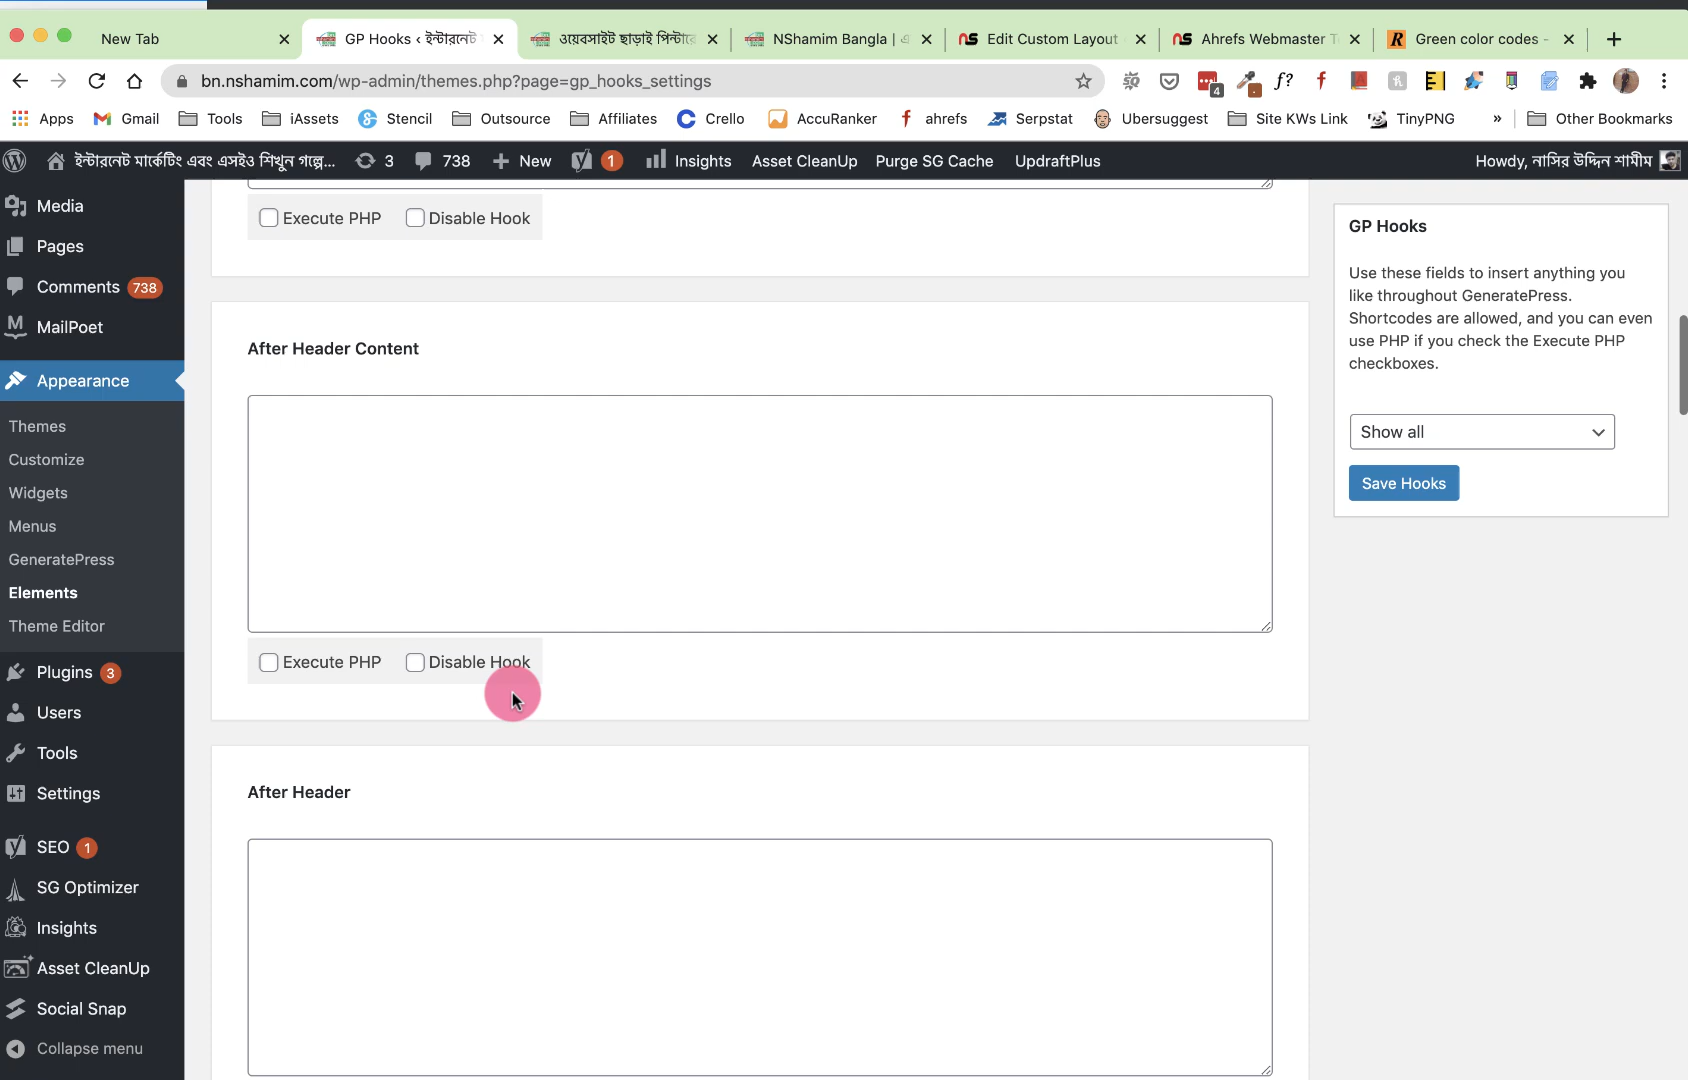 New Tab
GP Hooks ‹ ইন্টারনেট
ওয়েবসাইট ছাড়াই পিন্টারে
NShamim Bangla |
Edit Custom Layout
Ahrefs Webmaster T
Green color codes -
bn.nshamim.com/wp-admin/themes.php?page=gp_hooks_settings
4
f?
Apps
Gmail
Tools
iAssets
Stencil
Outsource
Affiliates
Crello
AccuRanker
ahrefs
Serpstat
Ubersuggest
Site KWs Link
TinyPNG
»
Other Bookmarks
ইন্টারনেট মার্কেটিং এবং এসইও শিখুন গল্পে...
3
738
New
1
Insights
Asset CleanUp
Purge SG Cache
UpdraftPlus
Howdy, নাসির উদ্দিন শামীম
Media
Pages
Comments 738
MailPoet
Appearance
Themes
Customize
Widgets
Menus
GeneratePress
Elements
Theme Editor
Plugins 3
Users
Tools
Settings
SEO 1
SG Optimizer
Insights
Asset CleanUp
Social Snap
Collapse menu
Execute PHP
Disable Hook
After Header Content
Execute PHP
Disable Hook
After Header
GP Hooks
Use these fields to insert anything you
like throughout GeneratePress.
Shortcodes are allowed, and you can even
use PHP if you check the Execute PHP
checkboxes.
Show all
Save Hooks